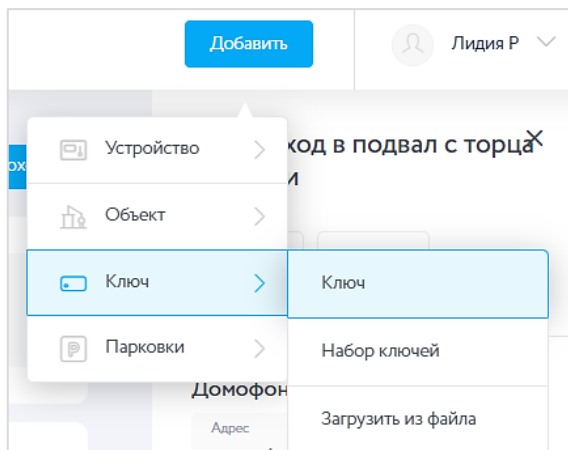 Добавить
Лидия Р
Устройство
ход в подвал с торца
и
Объект
Ключ
Ключ
Набор ключей
Парковки
Домофон
Загрузить из файла
Адрес